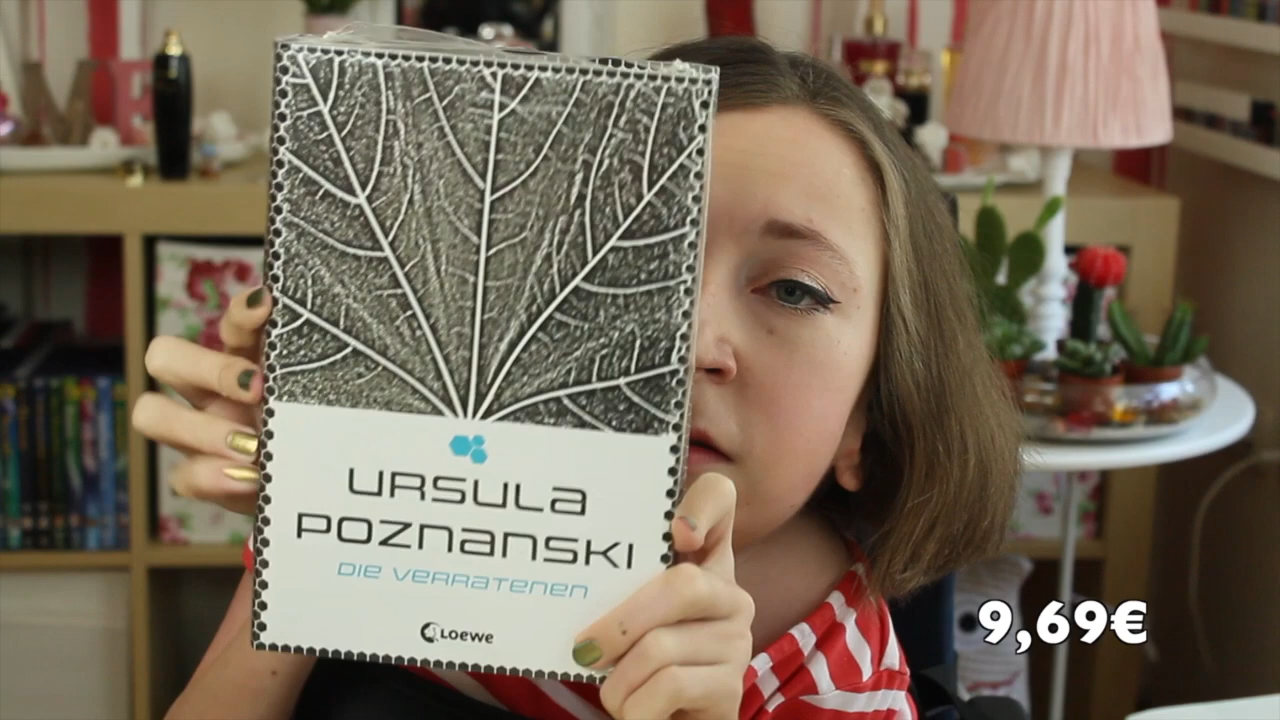 URSULA
POZNANSKI
DIE VERRATENEN
Loewe
9,69€